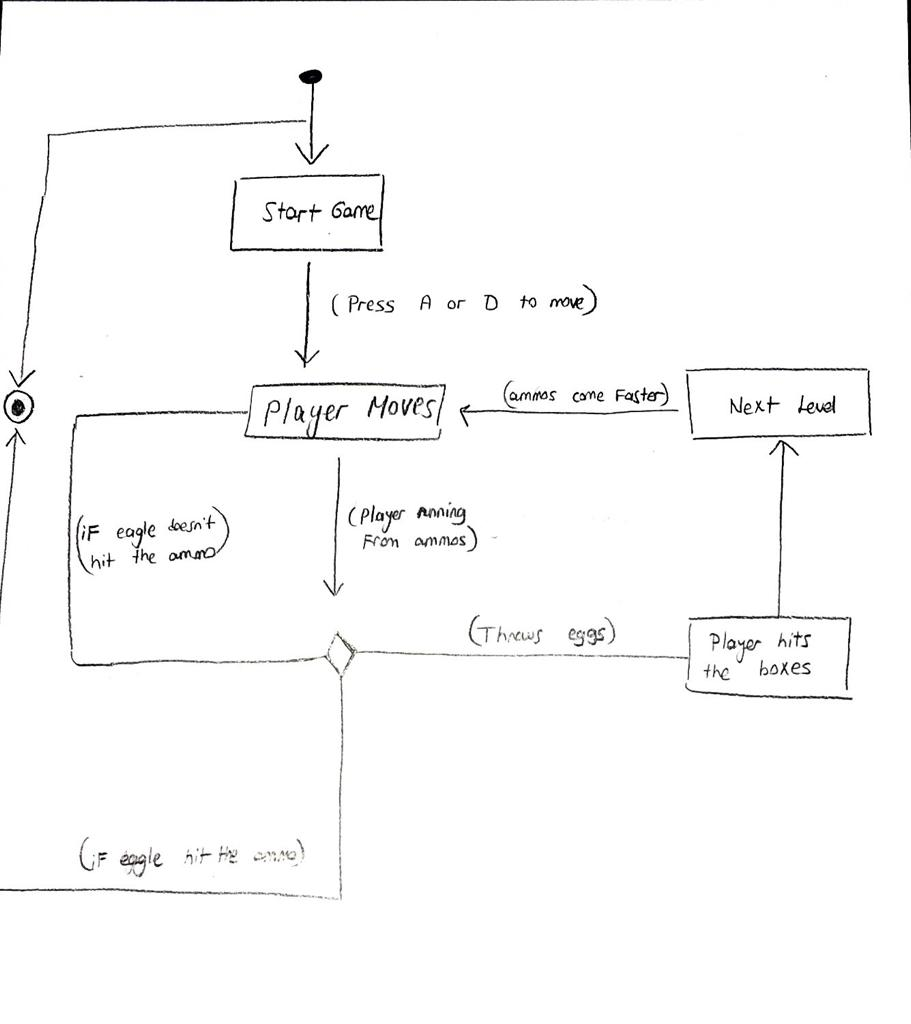 Start Game
(Press A or D to move)
Player Moves
(ammos come Faster)
Next Level
(iF eagle doesn't
hit the ammo)
(Player running
From ammos)
(Throws eggs)
Player hits
the boxes
(iF eagle hit the ammo)